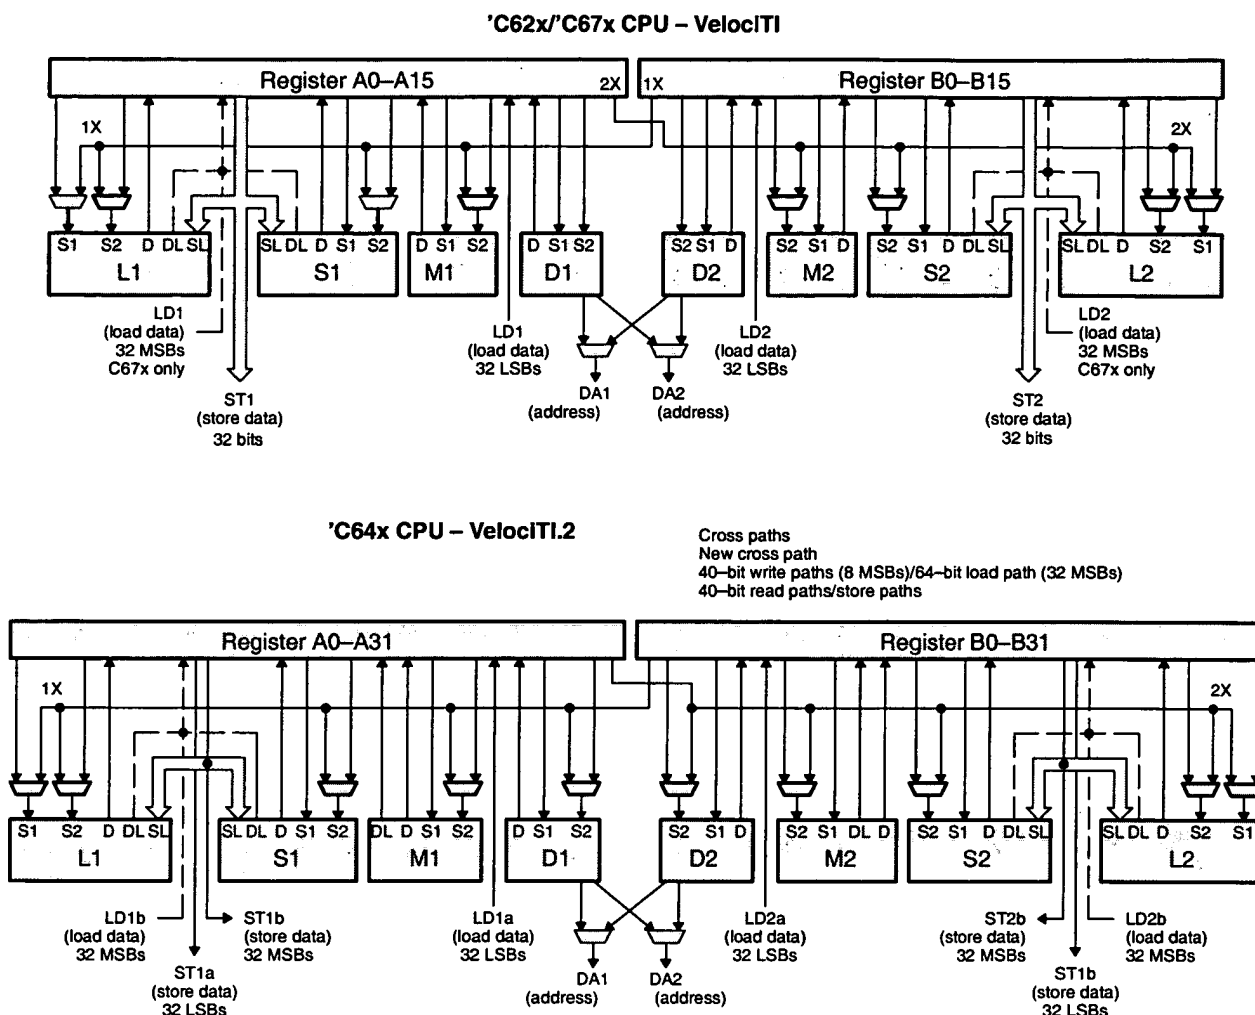 'C62x/'C67x CPU – VelociTI
Register A0–A15
2X
1X
Register B0–B15
1X
2X
S1 S2 D DL SL
SL DL D S1 S2
D S1 S2
D S1 S2
S2 S1 D
S2 S1 D
S2 S1 D DL SL
SL DL D S2 S1
L1
S1
M1
D1
D2
M2
S2
L2
LD1
(load data)
32 MSBs
C67x only
ST1
(store data)
32 bits
LD1
(load data)
32 LSBs
DA1
(address)
DA2
(address)
LD2
(load data)
32 LSBs
ST2
(store data)
32 bits
LD2
(load data)
32 MSBs
C67x only
'C64x CPU – VelociTI.2
Cross paths
New cross path
40–bit write paths (8 MSBs)/64–bit load path (32 MSBs)
40–bit read paths/store paths
Register A0–A31
Register B0–B31
1X
2X
S1 S2 D DL SL
SL DL D S1 S2
DL D S1 S2
D S1 S2
S2 S1 D
S2 S1 DL D
S2 S1 D DL SL
SL DL D S2 S1
L1
S1
M1
D1
D2
M2
S2
L2
LD1b
(load data)
32 MSBs
ST1b
(store data)
32 MSBs
ST1a
(store data)
32 LSBs
LD1a
(load data)
32 LSBs
DA1
(address)
DA2
(address)
LD2a
(load data)
32 LSBs
ST2b
(store data)
32 MSBs
LD2b
(load data)
32 MSBs
ST1b
(store data)
32 LSBs